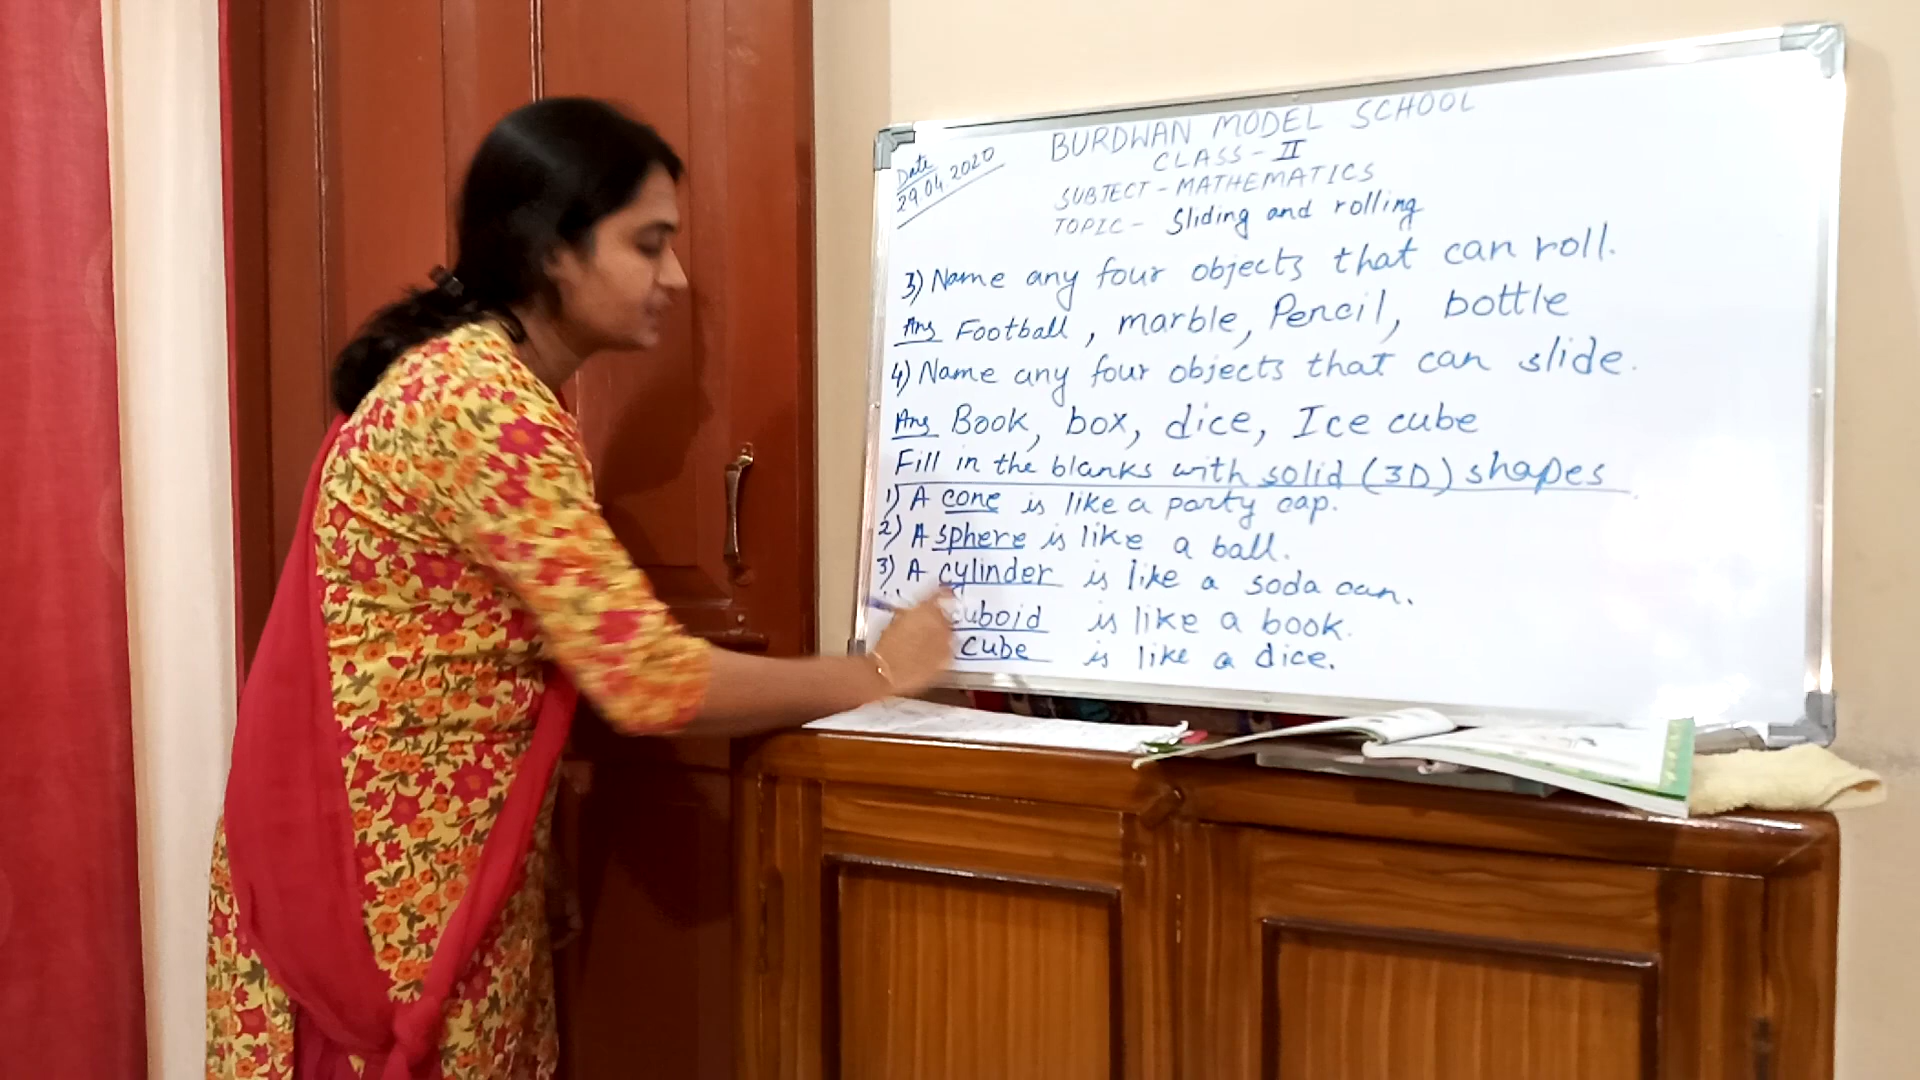 BURDWAN MODEL SCHOOL
Date
29.04.2020
CLASS - II
SUBJECT - MATHEMATICS
TOPIC - Sliding and rolling
3) Name any four objects that can roll.
Ans Football, marble, Pencil, bottle
4) Name any four objects that can slide.
Ans Book, box, dice, Ice cube
Fill in the blanks with solid (3D) shapes
1) A cone is like a party cap.
2) A sphere is like a ball.
3) A cylinder is like a soda can.
cuboid is like a book.
cube is like a dice.